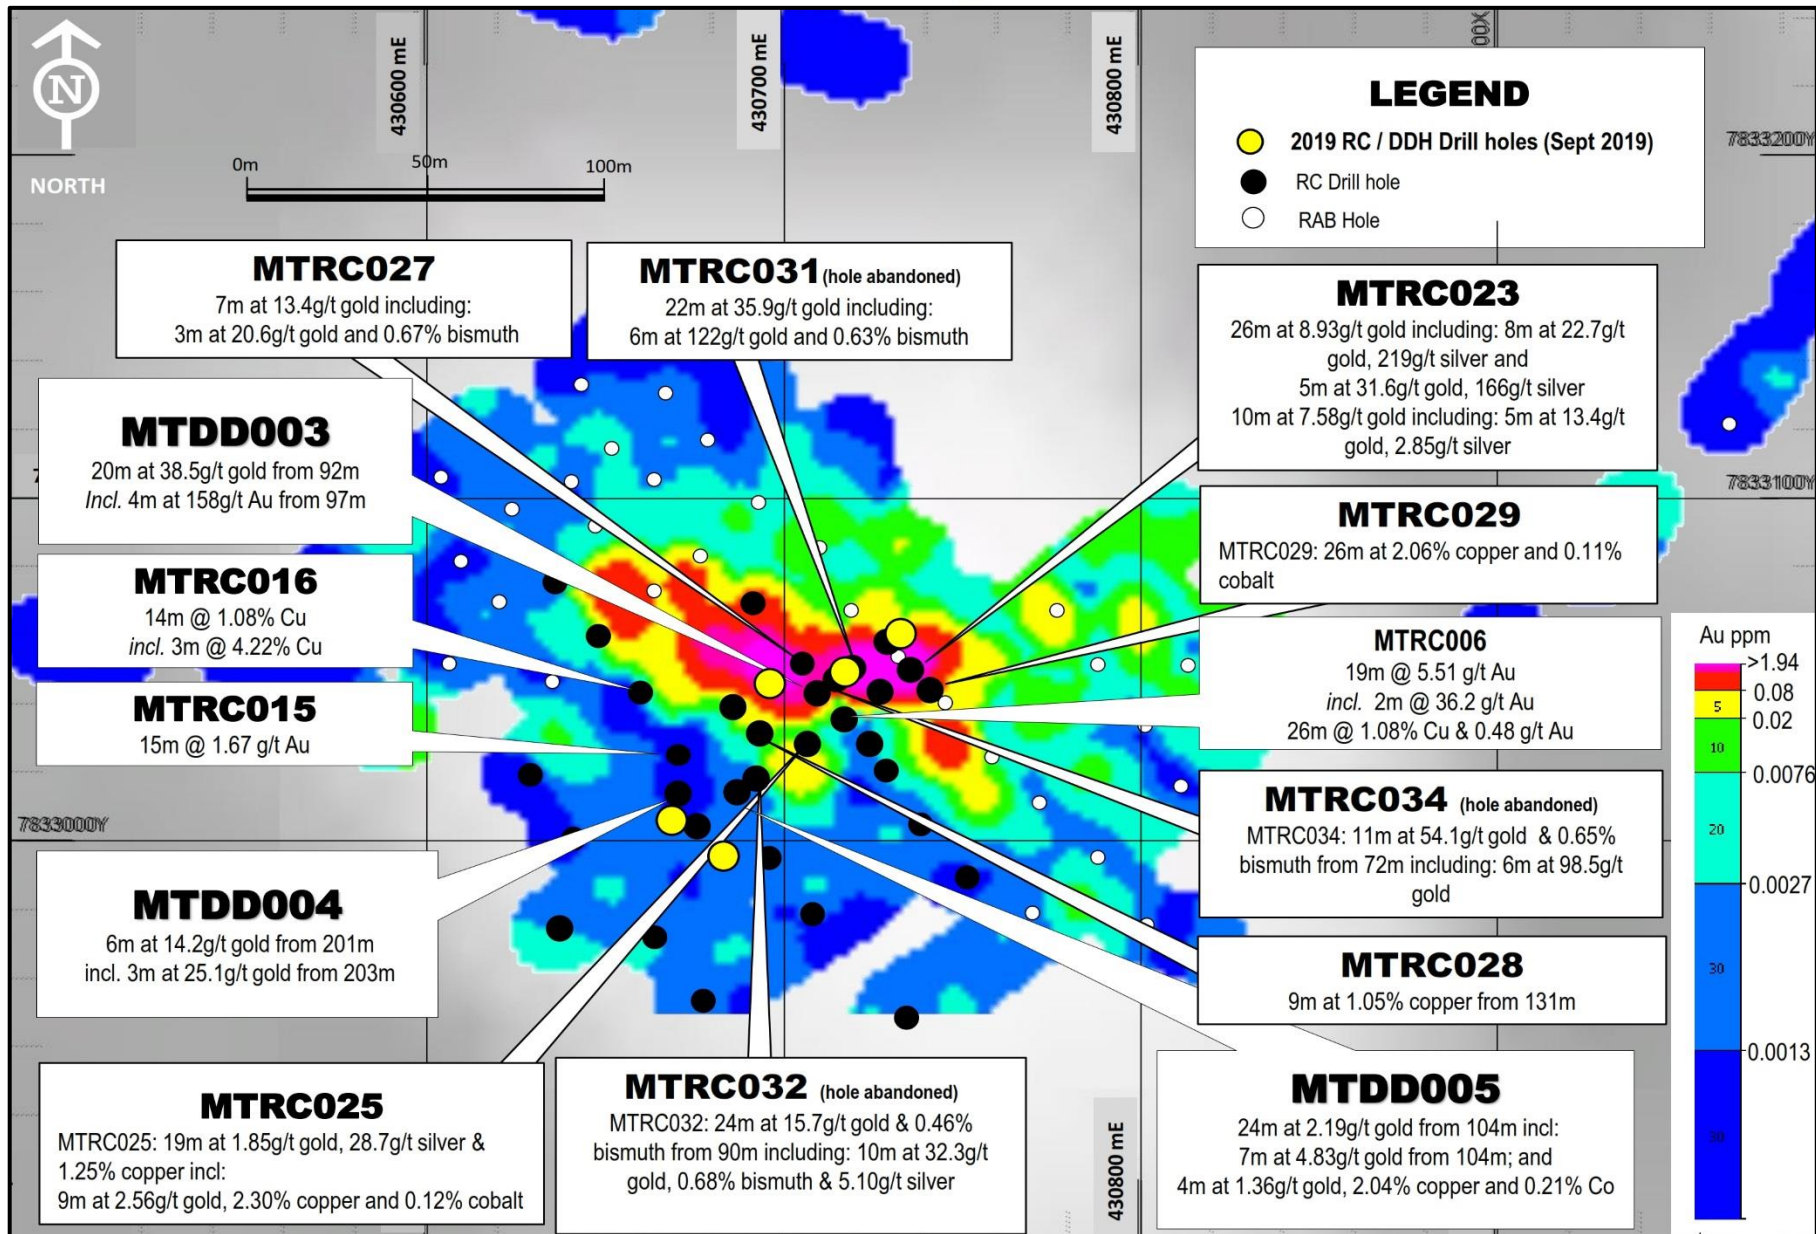 N
NORTH
430600 mE
430700 mE
430800 mE
00X
0m
50m
100m
LEGEND
2019 RC / DDH Drill holes (Sept 2019)
RC Drill hole
RAB Hole
7833200Y
MTRC027
7m at 13.4g/t gold including:
3m at 20.6g/t gold and 0.67% bismuth
MTRC031 (hole abandoned)
22m at 35.9g/t gold including:
6m at 122g/t gold and 0.63% bismuth
MTRC023
26m at 8.93g/t gold including: 8m at 22.7g/t
gold, 219g/t silver and
5m at 31.6g/t gold, 166g/t silver
10m at 7.58g/t gold including: 5m at 13.4g/t
gold, 2.85g/t silver
MTDD003
20m at 38.5g/t gold from 92m
Incl. 4m at 158g/t Au from 97m
7
7833100Y
MTRC029
MTRC029: 26m at 2.06% copper and 0.11%
cobalt
MTRC016
14m @ 1.08% Cu
incl. 3m @ 4.22% Cu
MTRC006
19m @ 5.51 g/t Au
incl. 2m @ 36.2 g/t Au
26m @ 1.08% Cu & 0.48 g/t Au
MTRC015
15m @ 1.67 g/t Au
Au ppm
>1.94
0.08
5
0.02
10
0.0076
20
0.0027
30
0.0013
30
MTRC034 (hole abandoned)
MTRC034: 11m at 54.1g/t gold & 0.65%
bismuth from 72m including: 6m at 98.5g/t
gold
7833000Y
MTDD004
6m at 14.2g/t gold from 201m
incl. 3m at 25.1g/t gold from 203m
MTRC028
9m at 1.05% copper from 131m
MTRC025
MTRC025: 19m at 1.85g/t gold, 28.7g/t silver &
1.25% copper incl:
9m at 2.56g/t gold, 2.30% copper and 0.12% cobalt
MTRC032 (hole abandoned)
MTRC032: 24m at 15.7g/t gold & 0.46%
bismuth from 90m including: 10m at 32.3g/t
gold, 0.68% bismuth & 5.10g/t silver
430800 mE
MTDD005
24m at 2.19g/t gold from 104m incl:
7m at 4.83g/t gold from 104m; and
4m at 1.36g/t gold, 2.04% copper and 0.21% Co